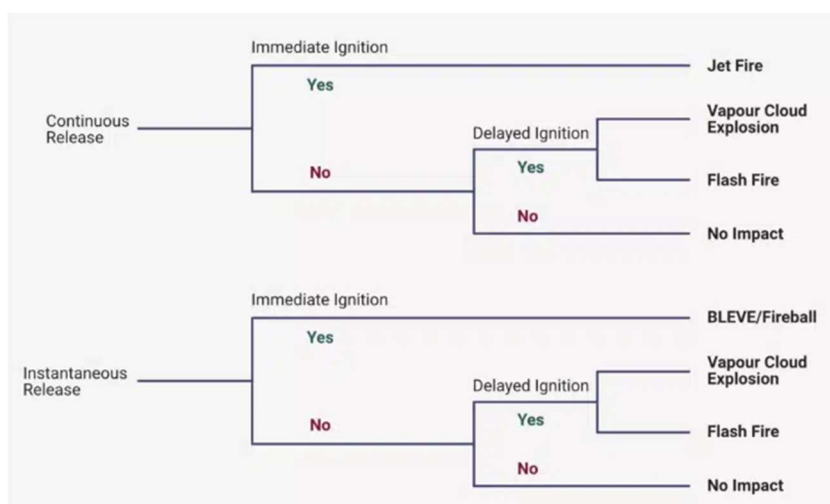 Immediate Ignition
Jet Fire
Yes
Continuous
Release
Vapour Cloud
Explosion
Delayed Ignition
No
Yes
Flash Fire
No
No Impact
Immediate Ignition
BLEVE/Fireball
Yes
Instantaneous
Release
Vapour Cloud
Explosion
Delayed Ignition
No
Yes
Flash Fire
No
No Impact